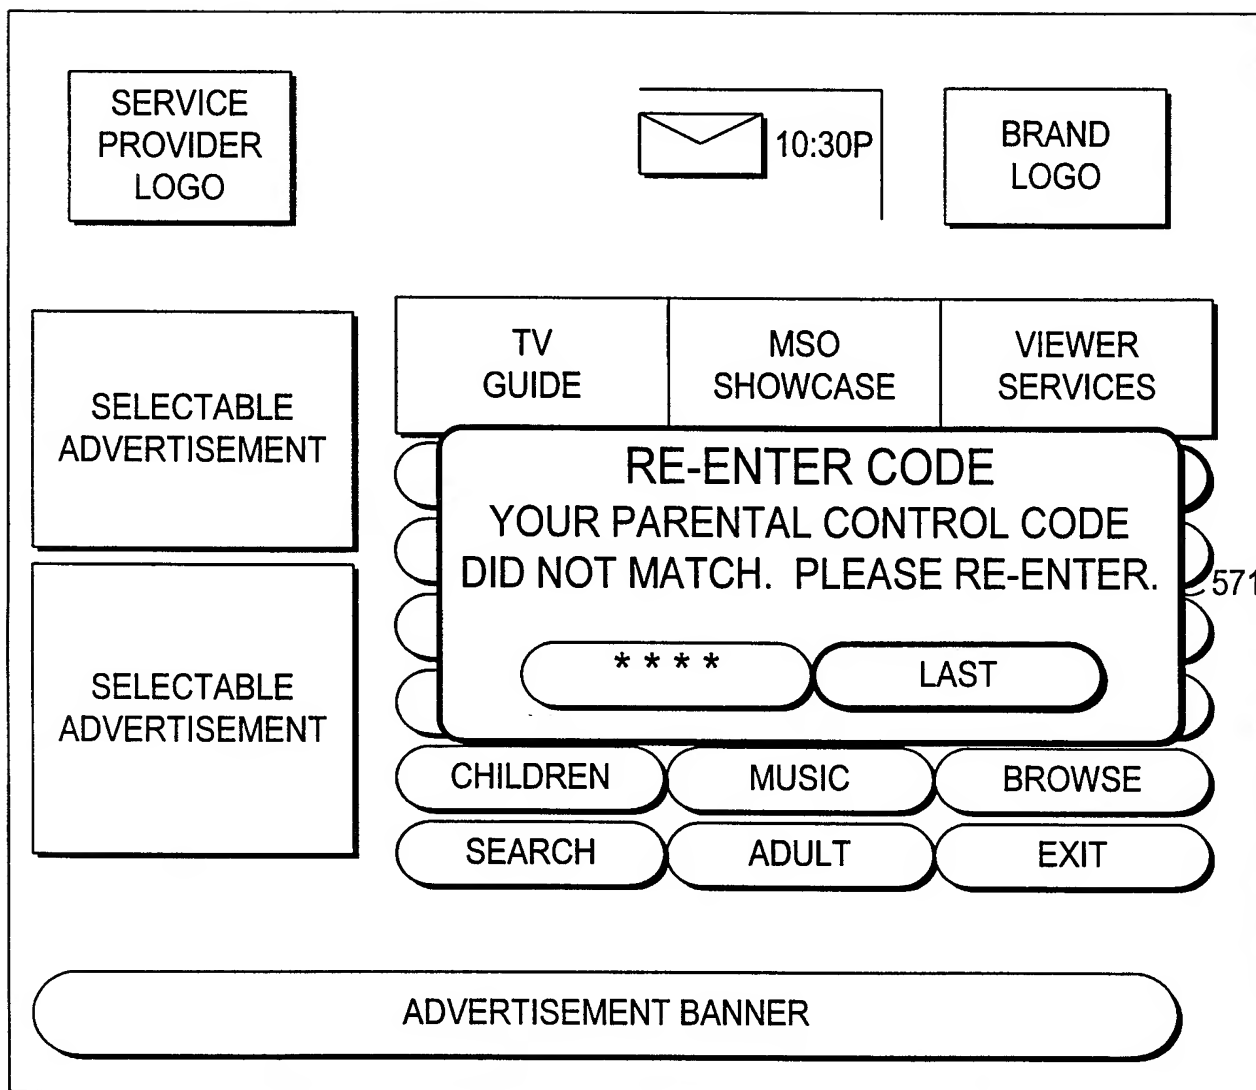 SERVICE
PROVIDER
LOGO
10:30P
BRAND
LOGO
SELECTABLE
ADVERTISEMENT
TV
GUIDE
MSO
SHOWCASE
VIEWER
SERVICES
RE-ENTER CODE
YOUR PARENTAL CONTROL CODE
DID NOT MATCH. PLEASE RE-ENTER.
571
* * * *
LAST
SELECTABLE
ADVERTISEMENT
CHILDREN
MUSIC
BROWSE
SEARCH
ADULT
EXIT
ADVERTISEMENT BANNER